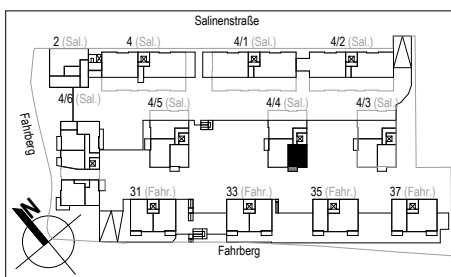 Salinenstraße
2 (Sal.) 4 (Sal.) 4/1 (Sal.) 4/2 (Sal.)
4/6 (Sal.) 4/5 (Sal.) 4/4 (Sal.) 4/3 (Sal.)
Fahrberg
31 (Fahr.) 33 (Fahr.) 35 (Fahr.) 37 (Fahr.)
N
Fahrberg